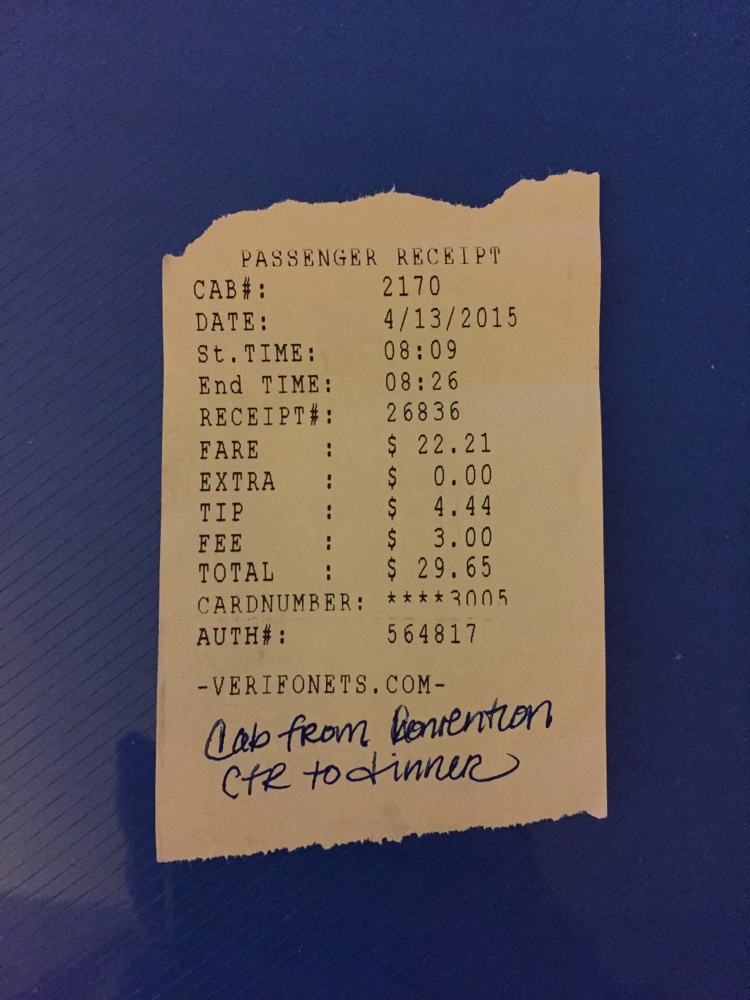 PASSENGER RECEIPT
CAB#: 2170
DATE: 4/13/2015
St.TIME: 08:09
End TIME: 08:26
RECEIPT#: 26836
FARE : $ 22.21
EXTRA : $ 0.00
TIP : $ 4.44
FEE : $ 3.00
TOTAL : $ 29.65
CARDNUMBER: ****3005
AUTH#: 564817
-VERIFONETS.COM-
Cab from Convention
CTR to dinner